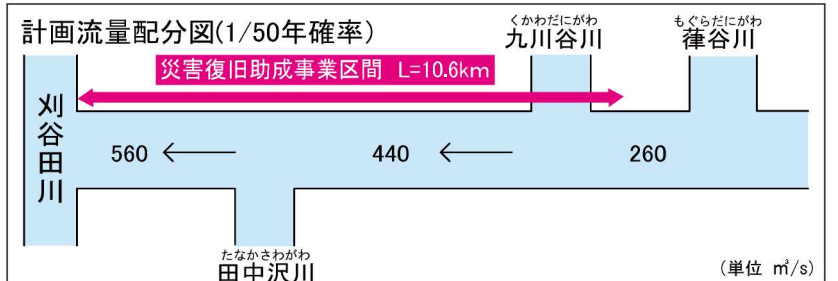 計画流量配分図(1/50年確率)
くかわだにがわ
九川谷川
もぐらだにがわ
葎谷川
災害復旧助成事業区間 L=10.6km
刈谷田川
560
440
260
たなかさわがわ
田中沢川
(単位 ㎥/s)